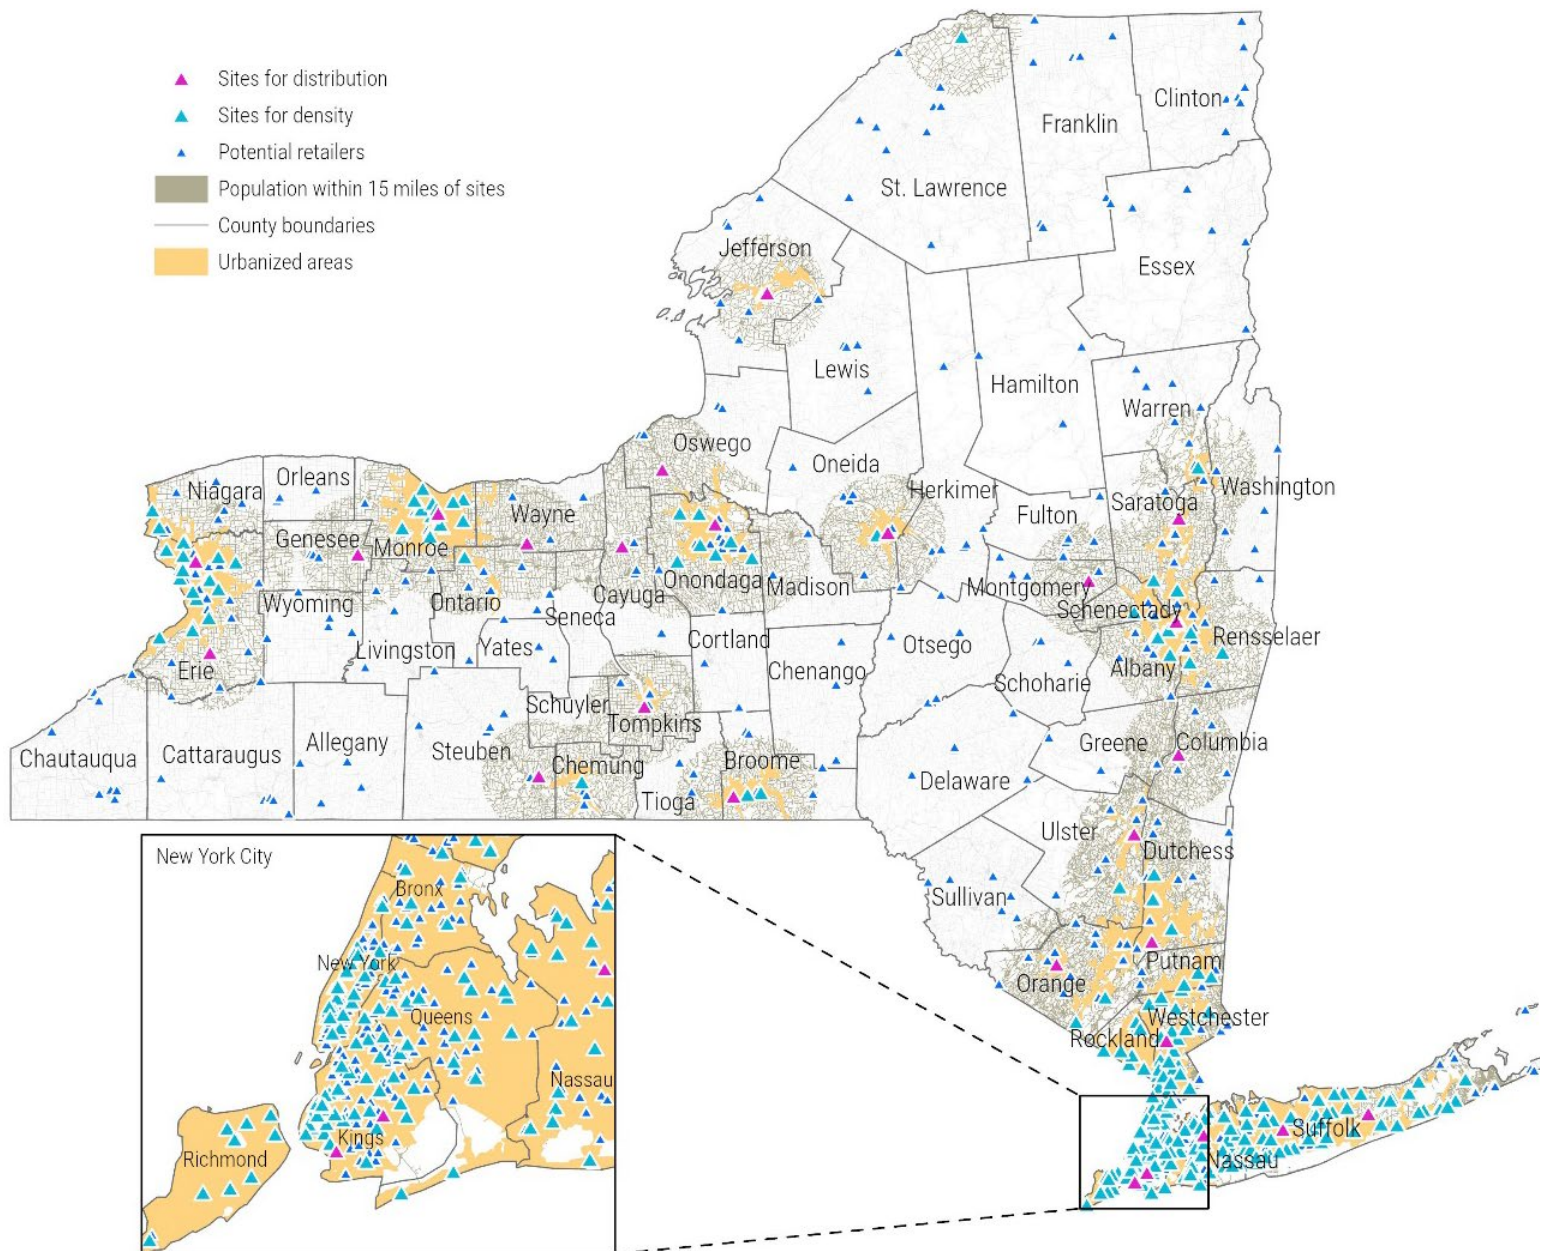 Sites for distribution
Sites for density
Potential retailers
Population within 15 miles of sites
County boundaries
Urbanized areas
Clinton
Franklin
St. Lawrence
Jefferson
Essex
Lewis
Hamilton
Warren
Oswego
Oneida
Herkimer
Washington
Orleans
Niagara
Saratoga
Wayne
Fulton
Genesee
Monroe
Onondaga
Madison
Montgomery
Cayuga
Wyoming
Ontario
Schenectady
Seneca
Rensselaer
Cortland
Otsego
Yates
Livingston
Albany
Erie
Chenango
Schoharie
Schuyler
Tompkins
Greene
Columbia
Allegany
Steuben
Cattaraugus
Chautauqua
Broome
Chemung
Delaware
Tioga
Ulster
Dutchess
New York City
Bronx
Sullivan
New York
Putnam
Orange
Queens
Westchester
Rockland
Nassau
Suffolk
Kings
Richmond
Nassau